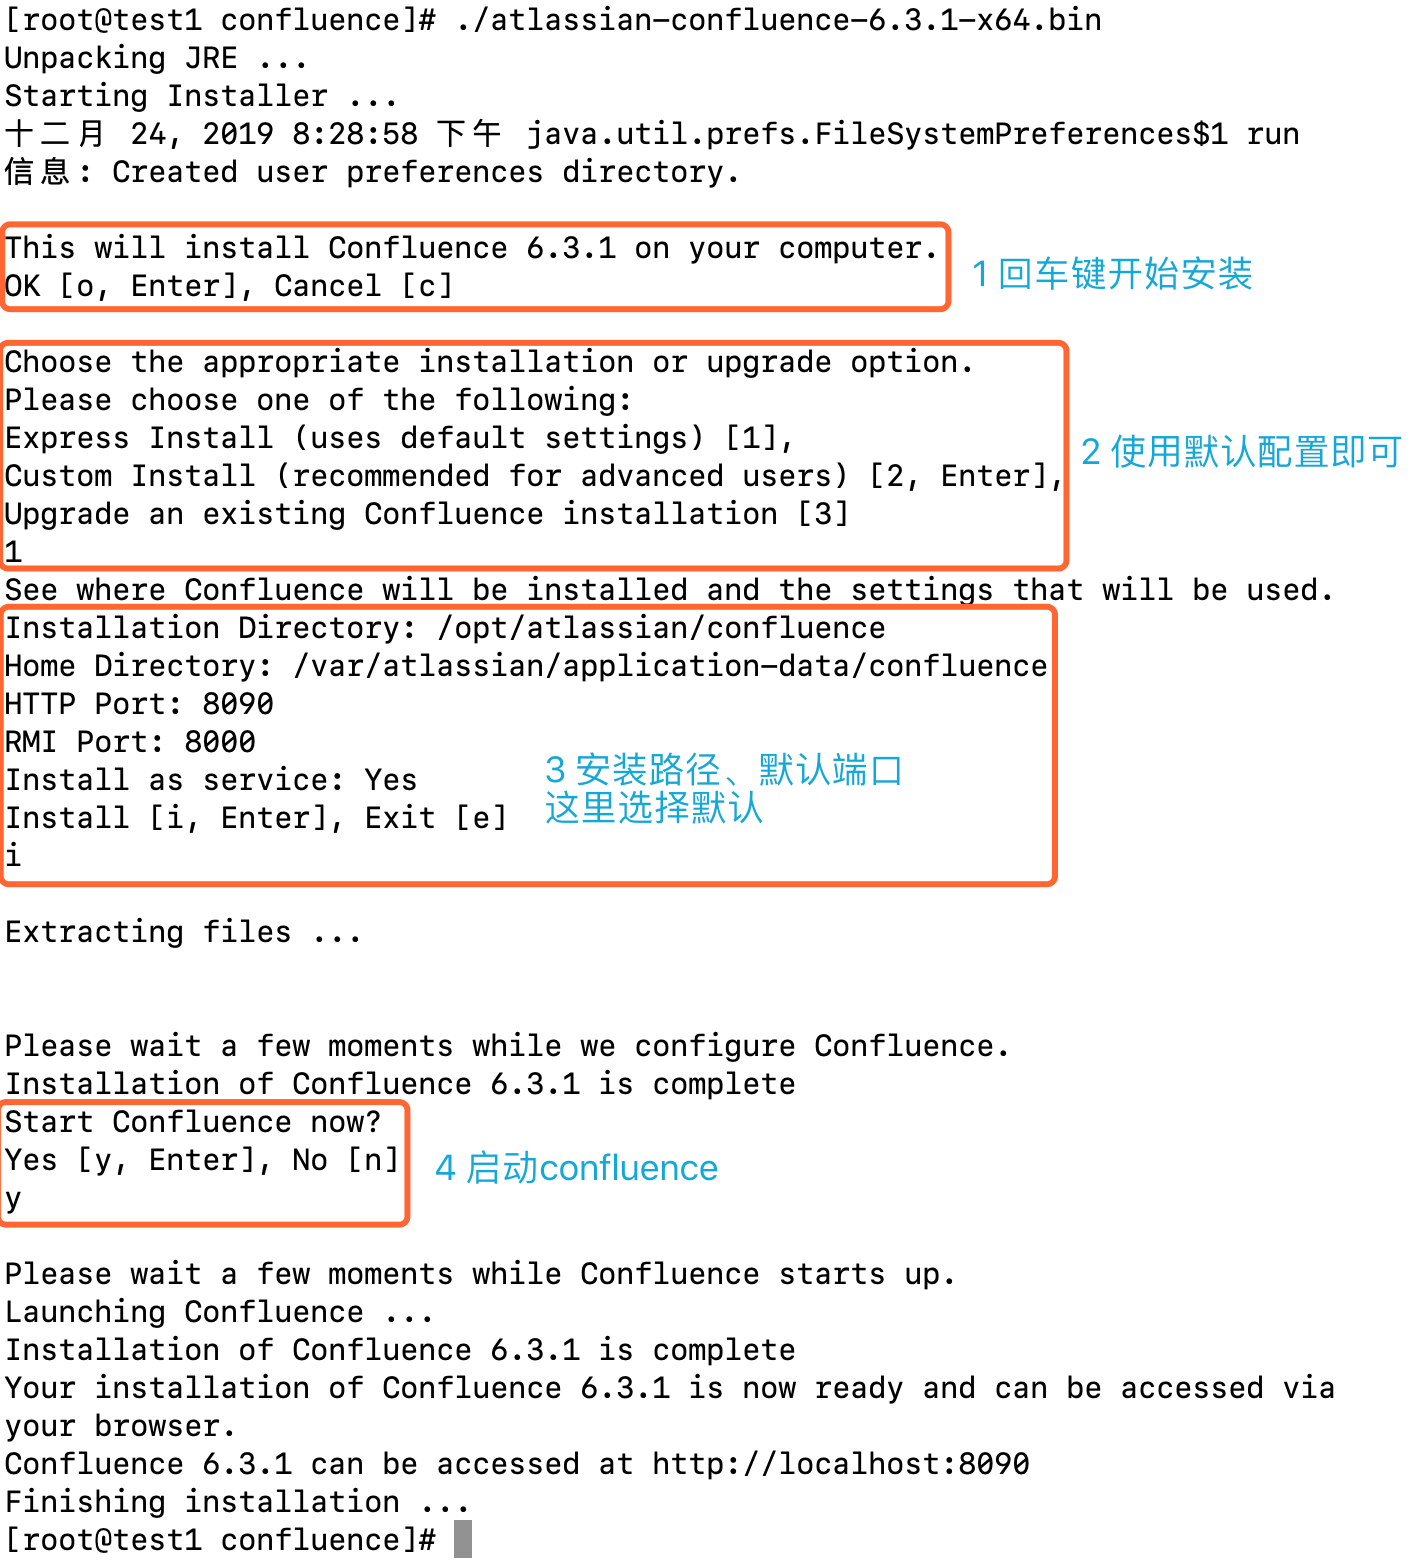 [root@test1 confluence]# ./atlassian-confluence-6.3.1-x64.bin
Unpacking JRE ...
Starting Installer ...
十二月 24, 2019 8:28:58 下午 java.util.prefs.FileSystemPreferences$1 run
信息: Created user preferences directory.
This will install Confluence 6.3.1 on your computer.
OK [o, Enter], Cancel [c]
1 回车键开始安装
Choose the appropriate installation or upgrade option.
Please choose one of the following:
Express Install (uses default settings) [1],
Custom Install (recommended for advanced users) [2, Enter],
Upgrade an existing Confluence installation [3]
1
2 使用默认配置即可
See where Confluence will be installed and the settings that will be used.
Installation Directory: /opt/atlassian/confluence
Home Directory: /var/atlassian/application-data/confluence
HTTP Port: 8090
RMI Port: 8000
Install as service: Yes
Install [i, Enter], Exit [e]
i
3 安装路径、默认端口
这里选择默认
Extracting files ...
Please wait a few moments while we configure Confluence.
Installation of Confluence 6.3.1 is complete
Start Confluence now?
Yes [y, Enter], No [n]
y
4 启动confluence
Please wait a few moments while Confluence starts up.
Launching Confluence ...
Installation of Confluence 6.3.1 is complete
Your installation of Confluence 6.3.1 is now ready and can be accessed via
your browser.
Confluence 6.3.1 can be accessed at http://localhost:8090
Finishing installation ...
[root@test1 confluence]#